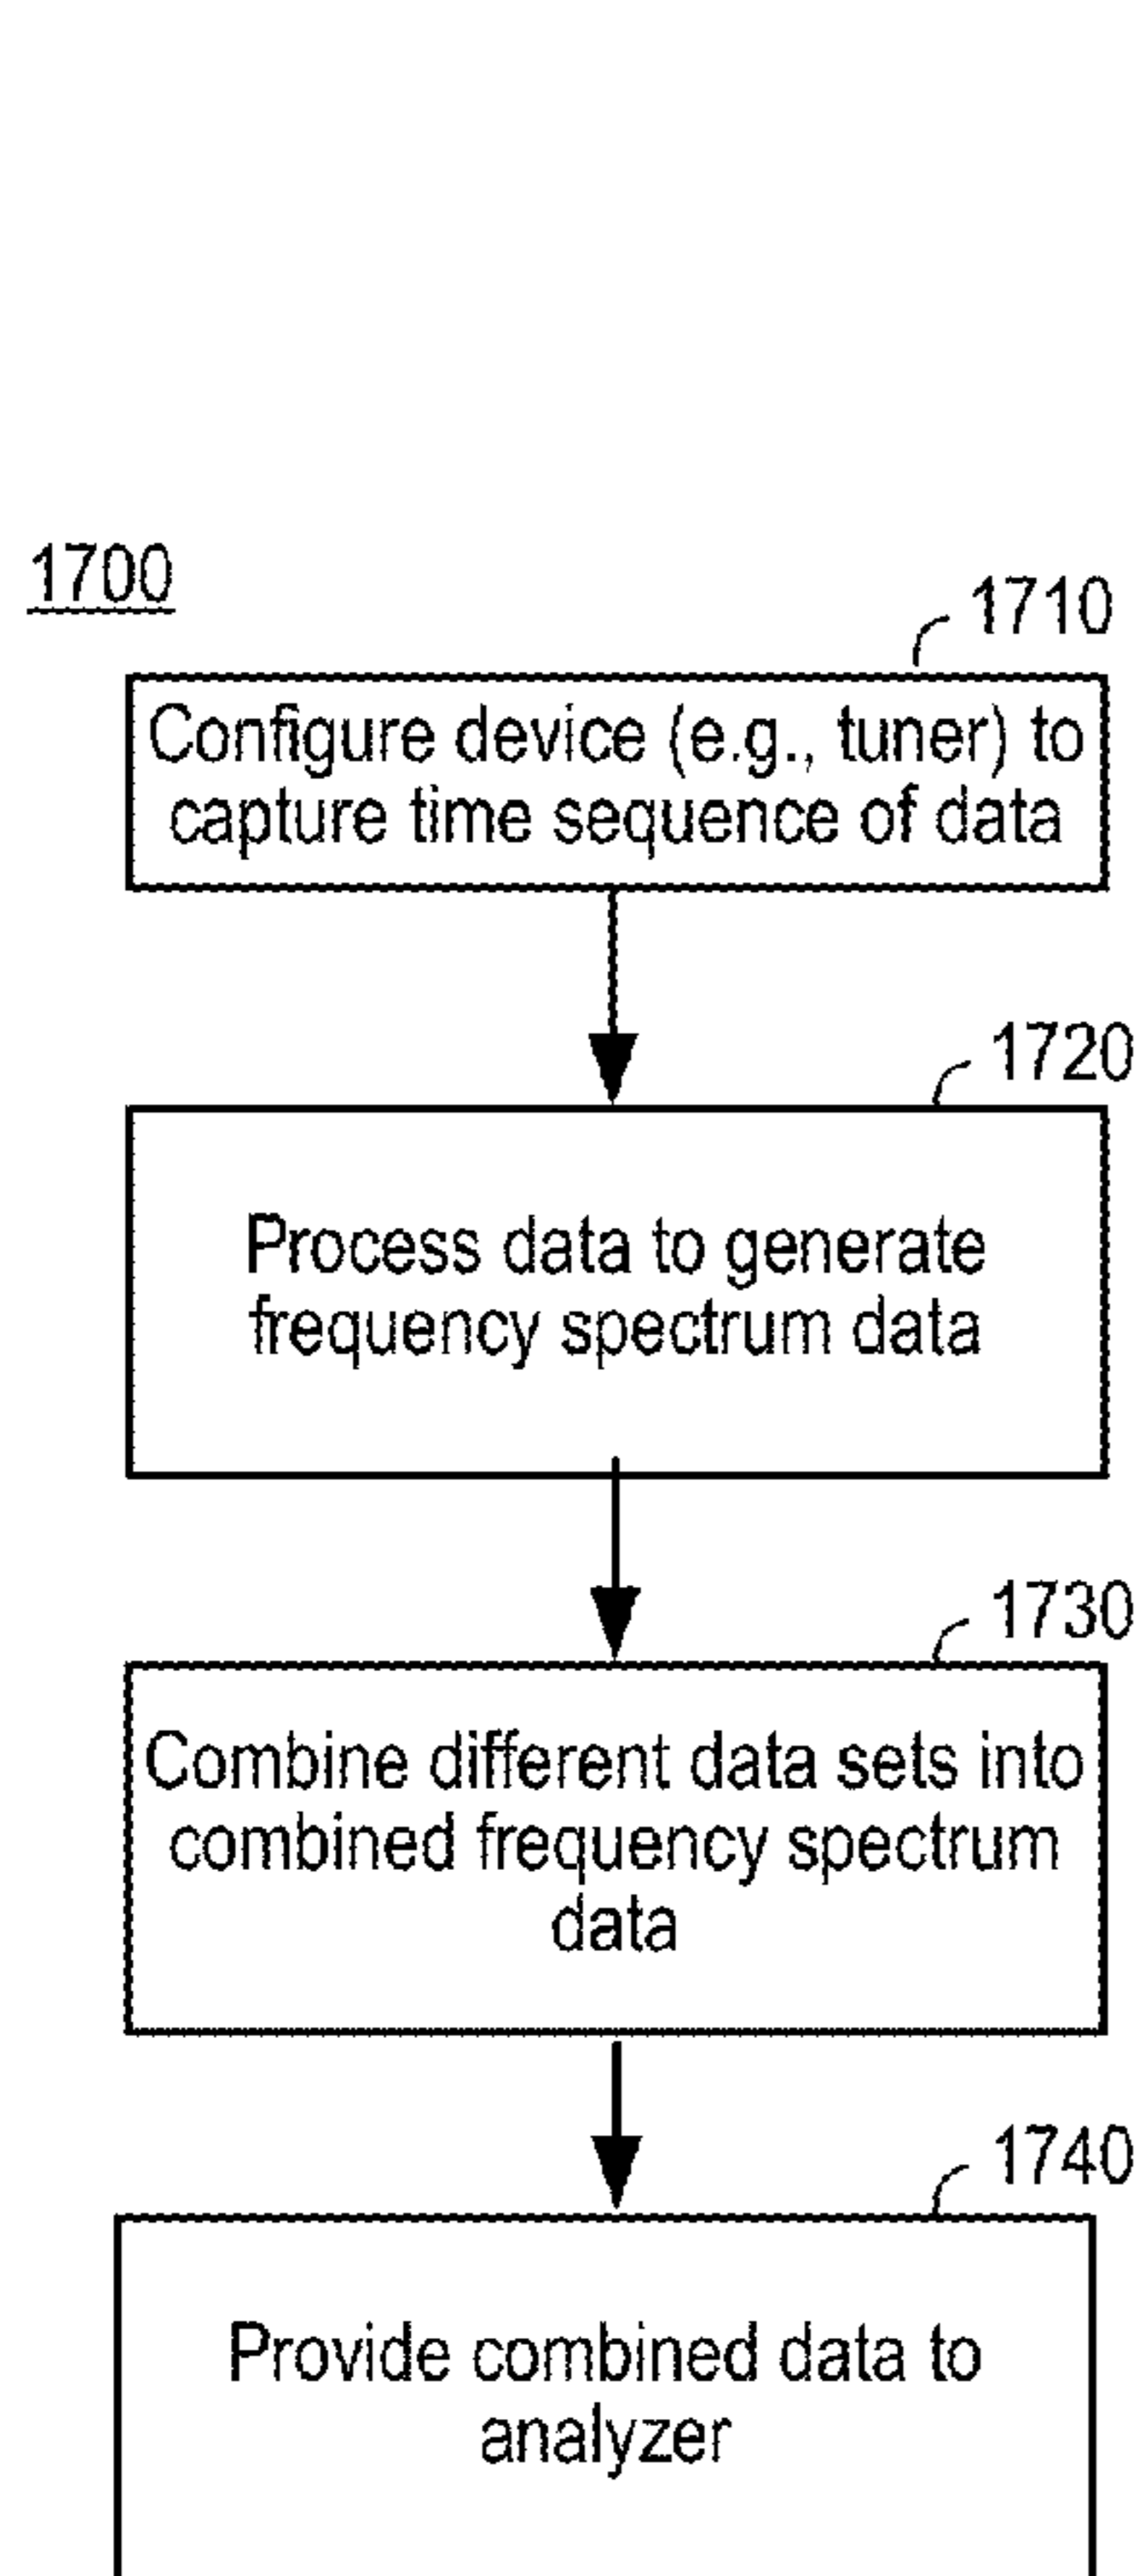 1700
1710
Configure device (e.g., tuner) to
capture time sequence of data
1720
Process data to generate
frequency spectrum data
1730
Combine different data sets into
combined frequency spectrum
data
1740
Provide combined data to
analyzer